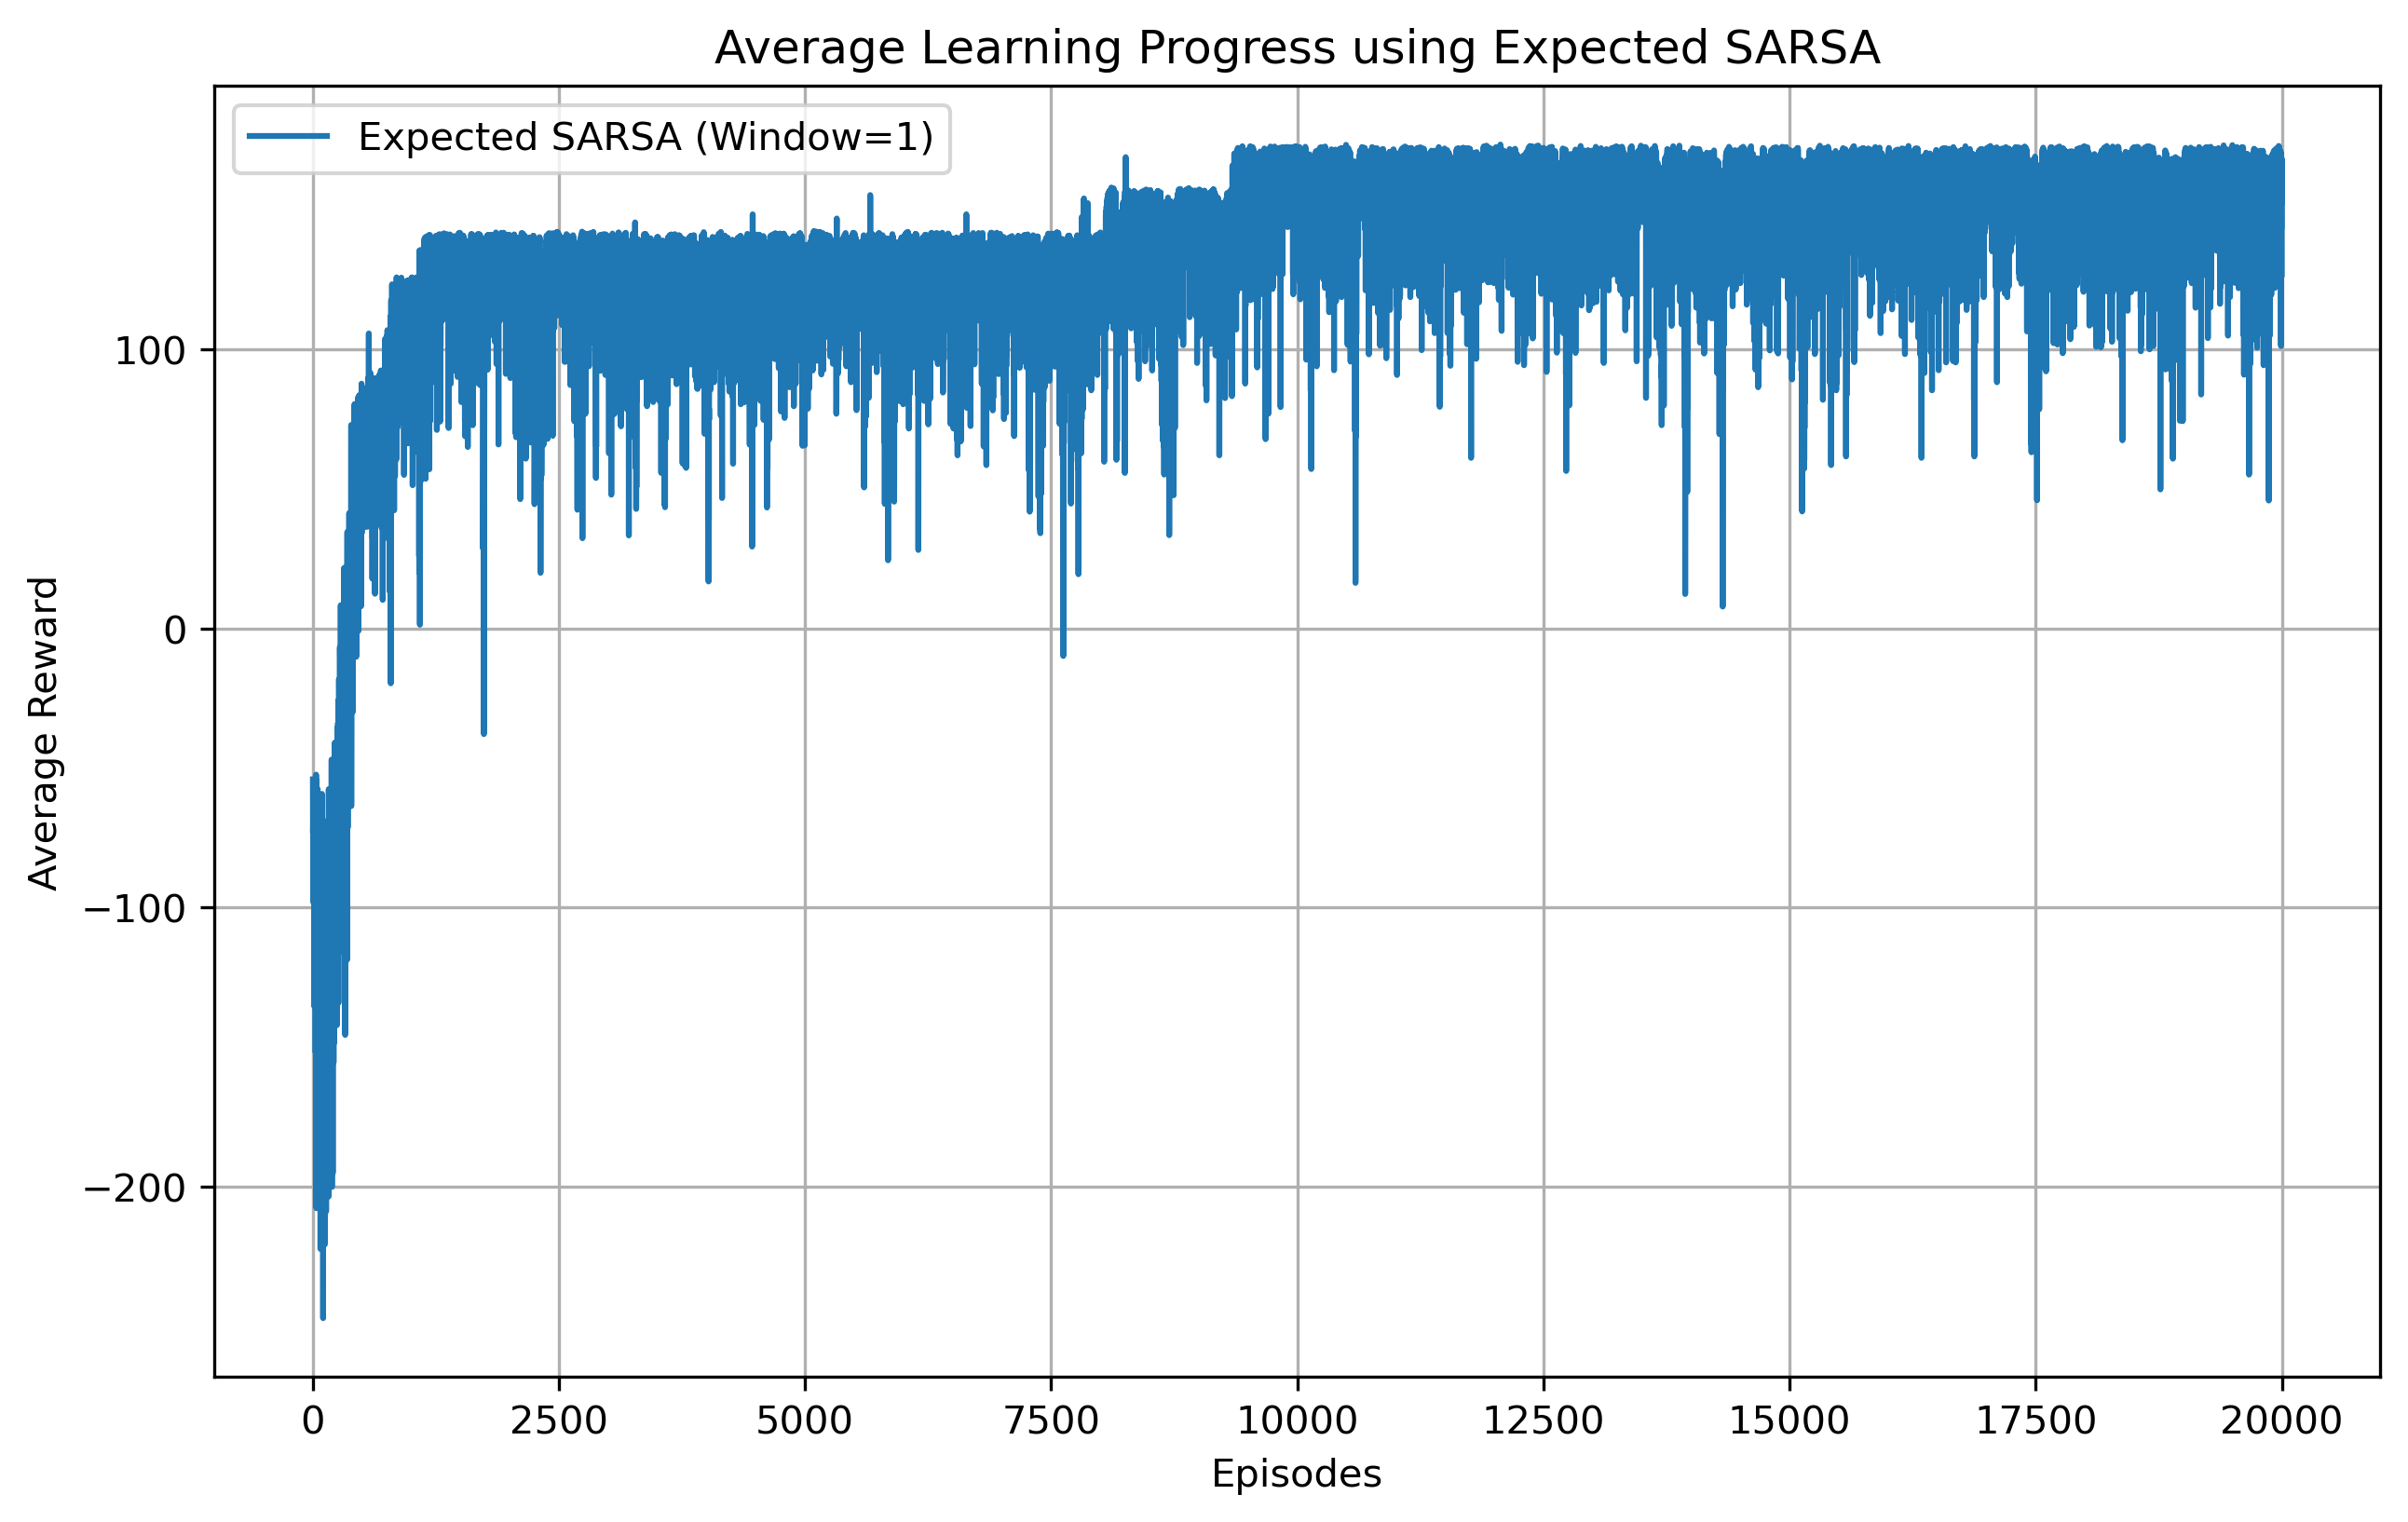 Average Learning Progress using Expected SARSA
Expected SARSA (Window=1)
Average Reward
100
0
−100
−200
0 2500 5000 7500 10000 12500 15000 17500 20000
Episodes